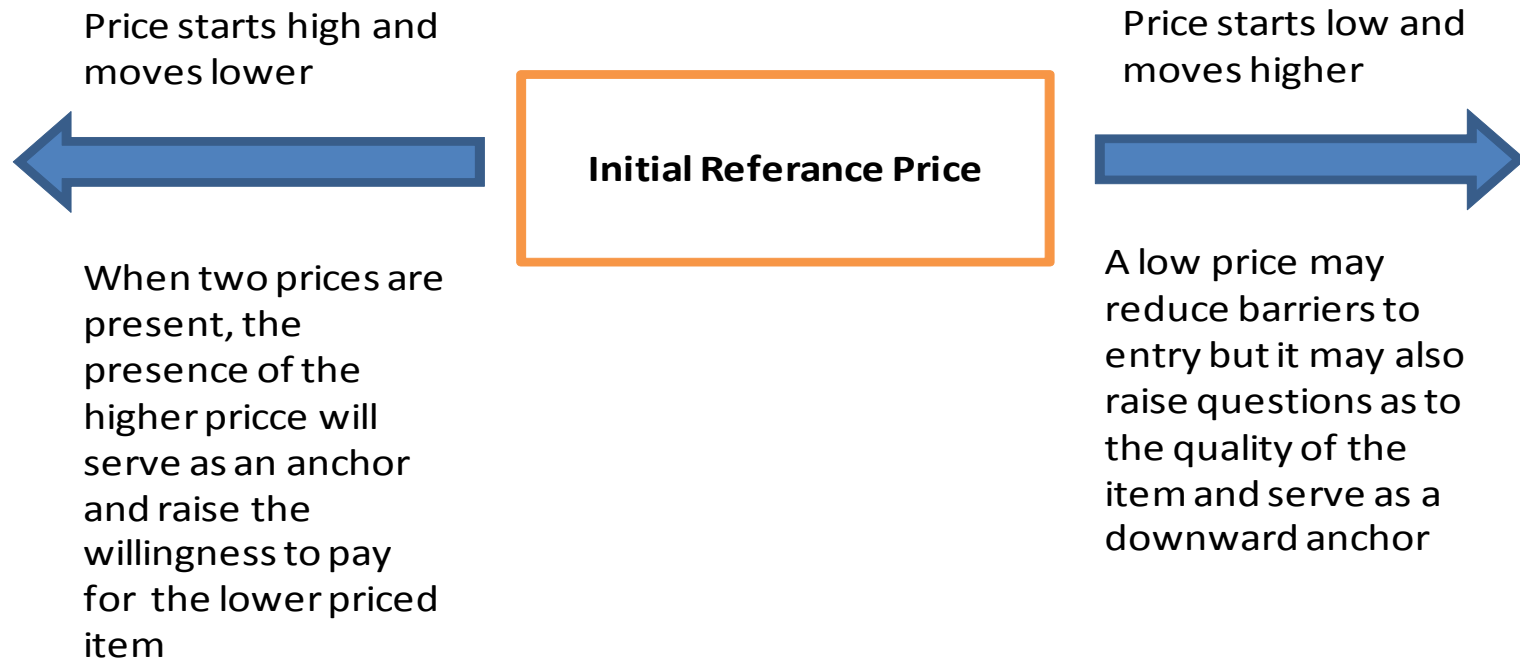 Price starts high and
moves lower
Initial Referance Price
Price starts low and
moves higher
When two prices are
present, the
presence of the
higher pricce will
serve as an anchor
and raise the
willingness to pay
for the lower priced
item
A low price may
reduce barriers to
entry but it may also
raise questions as to
the quality of the
item and serve as a
downward anchor